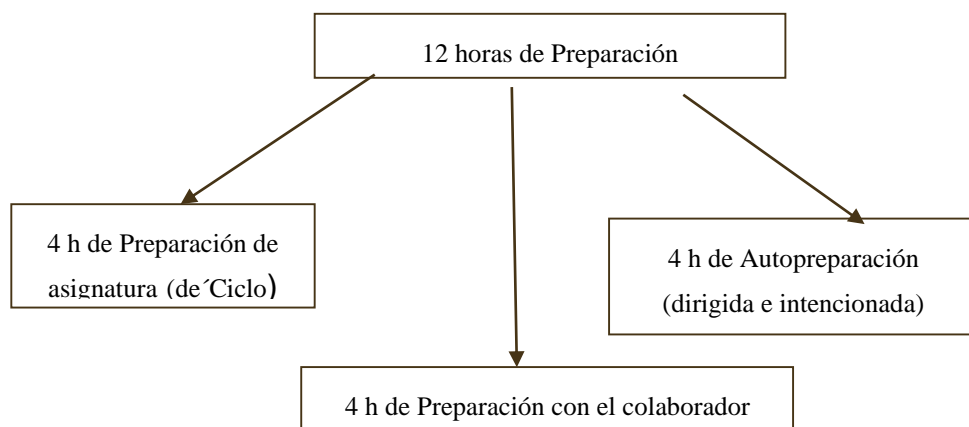 12 horas de Preparación
4 h de Preparación de
asignatura (de´Ciclo)
4 h de Autopreparación
(dirigida e intencionada)
4 h de Preparación con el colaborador